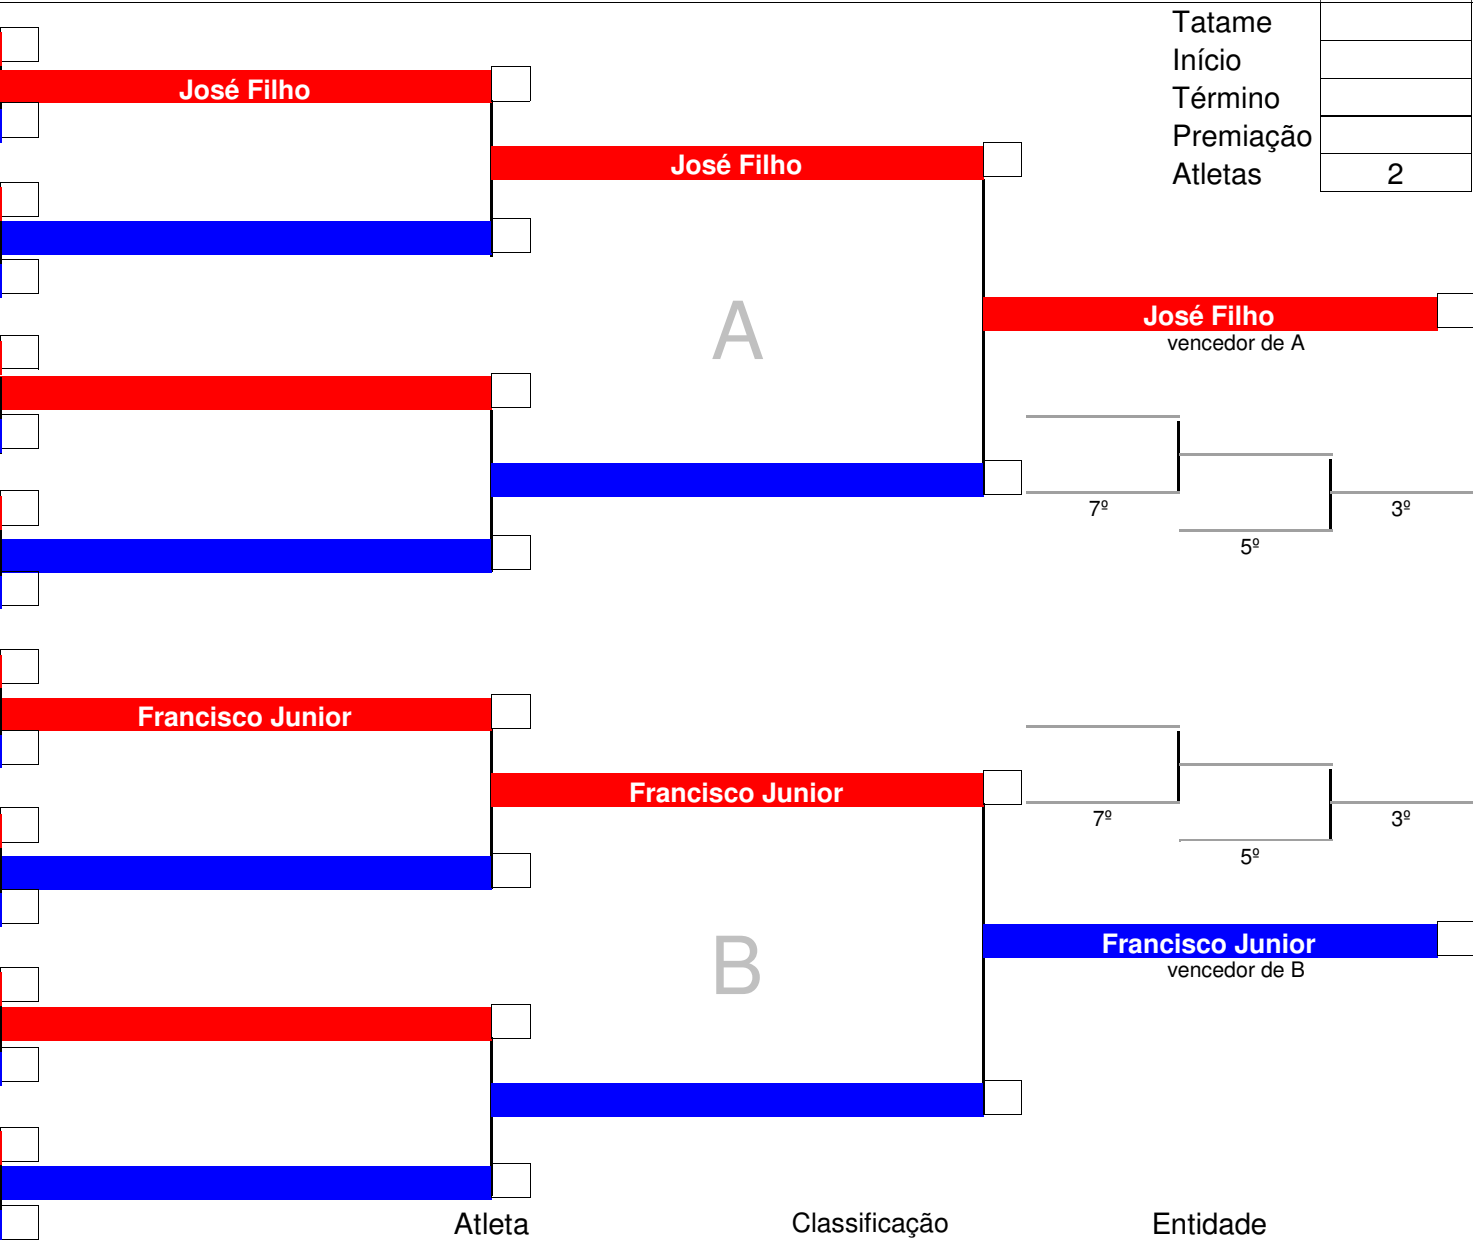 Tatame
Início
Término
Premiação
Atletas 2
José Filho
José Filho
A
José Filho
vencedor de A
7º
3º
5º
Francisco Junior
Francisco Junior
7º
3º
5º
B
Francisco Junior
vencedor de B
Atleta Classificação Entidade